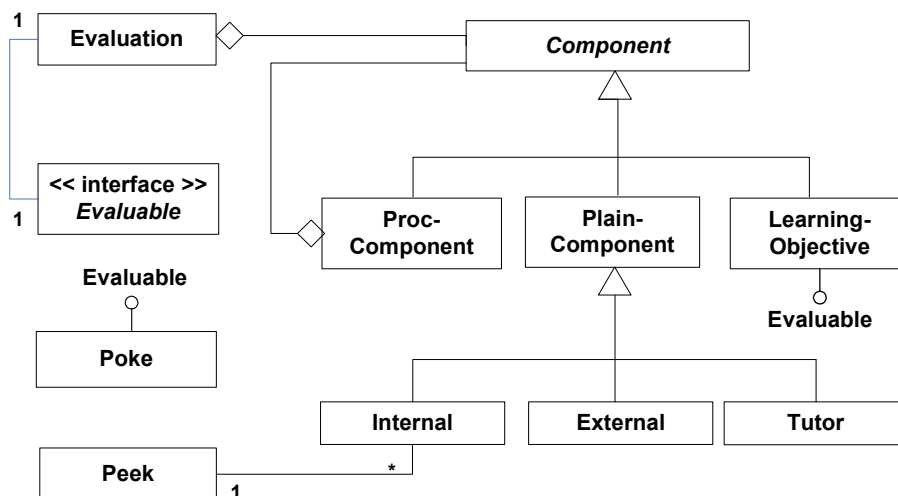 1
Evaluation
Component
<< interface >>
Evaluable
1
Proc-
Component
Plain-
Component
Learning-
Objective
Evaluable
Evaluable
Poke
Internal
External
Tutor
Peek
*
1